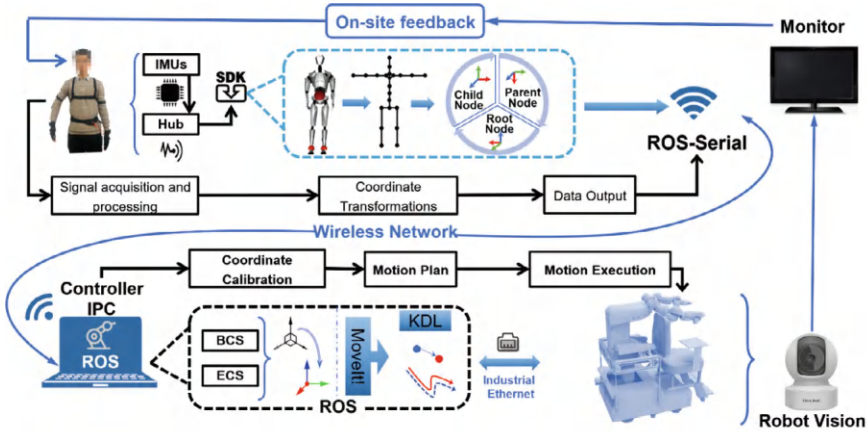 On-site feedback
Monitor
IMUs
Hub
SDK
Child
Node
Parent
Node
Root
Node
ROS-Serial
Signal acquisition and
processing
Coordinate
Transformations
Data Output
Wireless Network
Controller
IPC
Coordinate
Calibration
Motion Plan
Motion Execution
ROS
BCS
ECS
MoveIt!
KDL
ROS
Industrial
Ethernet
Robot Vision